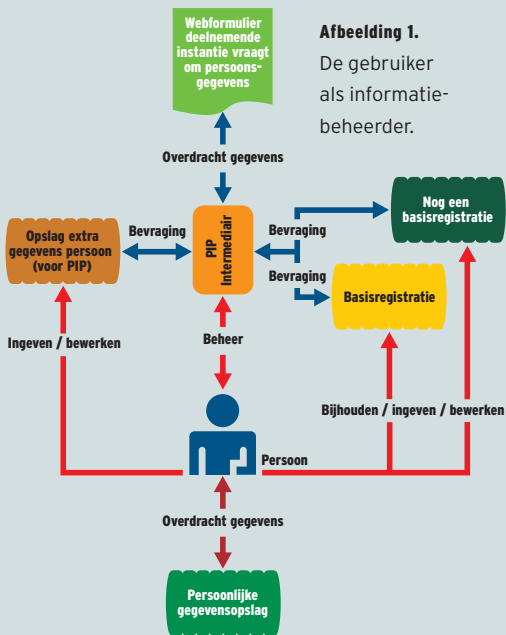 Webformulier
deelnemende
instantie vraagt
om persoons-
gegevens
Afbeelding 1.
De gebruiker
als informatie-
beheerder.
Overdracht gegevens
Opslag extra
gegevens persoon
(voor PIP)
Bevraging
PIP
Intermediair
Bevraging
Bevraging
Nog een
basisregistratie
Basisregistratie
Ingeven / bewerken
Beheer
Bijhouden / ingeven / bewerken
Persoon
Overdracht gegevens
Persoonlijke
gegevensopslag